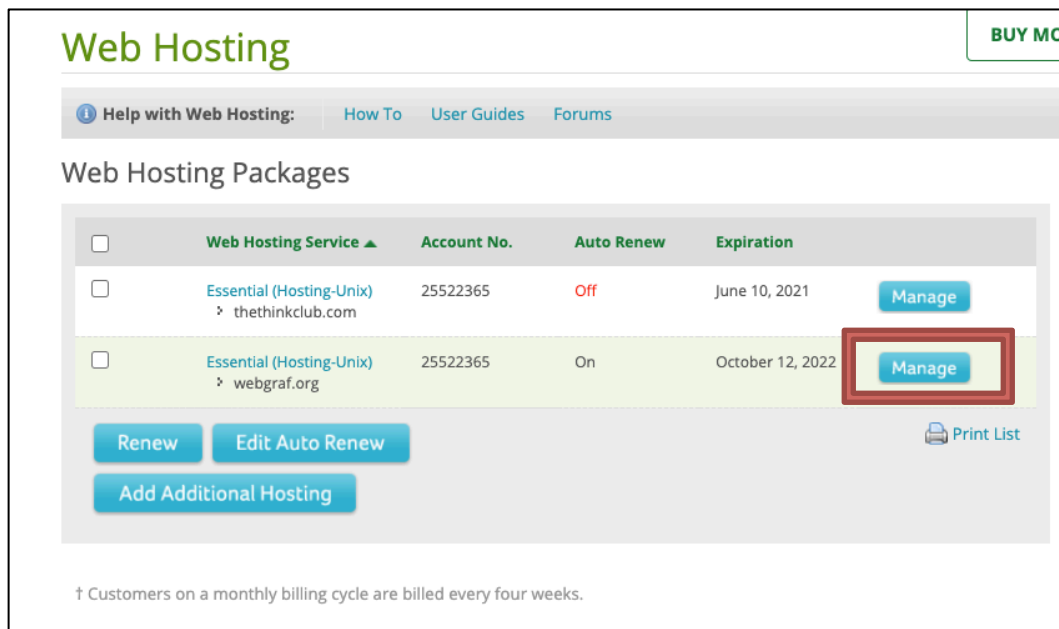 Web Hosting
BUY MO
Help with Web Hosting: How To User Guides Forums
Web Hosting Packages
Web Hosting Service Account No. Auto Renew Expiration
Essential (Hosting-Unix) 25522365 Off June 10, 2021 Manage
thethinkclub.com
Essential (Hosting-Unix) 25522365 On October 12, 2022 Manage
webgraf.org
Renew Edit Auto Renew Print List
Add Additional Hosting
† Customers on a monthly billing cycle are billed every four weeks.